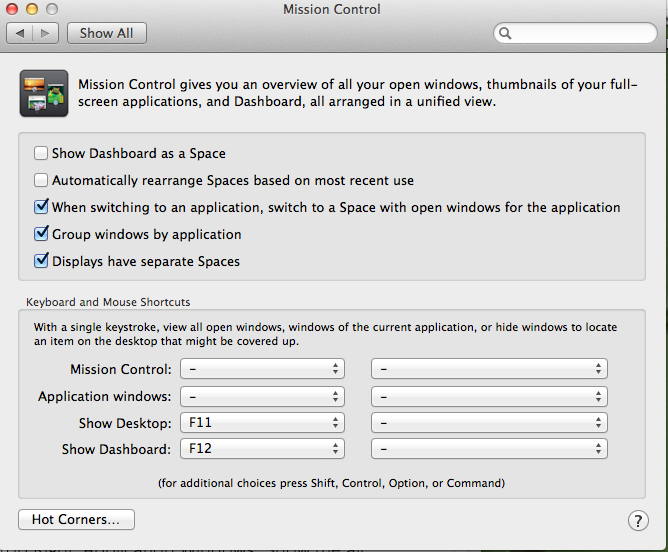 Mission Control
Show All
Mission Control gives you an overview of all your open windows, thumbnails of your full-
screen applications, and Dashboard, all arranged in a unified view.
Show Dashboard as a Space
Automatically rearrange Spaces based on most recent use
When switching to an application, switch to a Space with open windows for the application
Group windows by application
Displays have separate Spaces
Keyboard and Mouse Shortcuts
With a single keystroke, view all open windows, windows of the current application, or hide windows to locate
an item on the desktop that might be covered up.
Mission Control: – –
Application windows: – –
Show Desktop: F11 –
Show Dashboard: F12 –
(for additional choices press Shift, Control, Option, or Command)
Hot Corners... ?